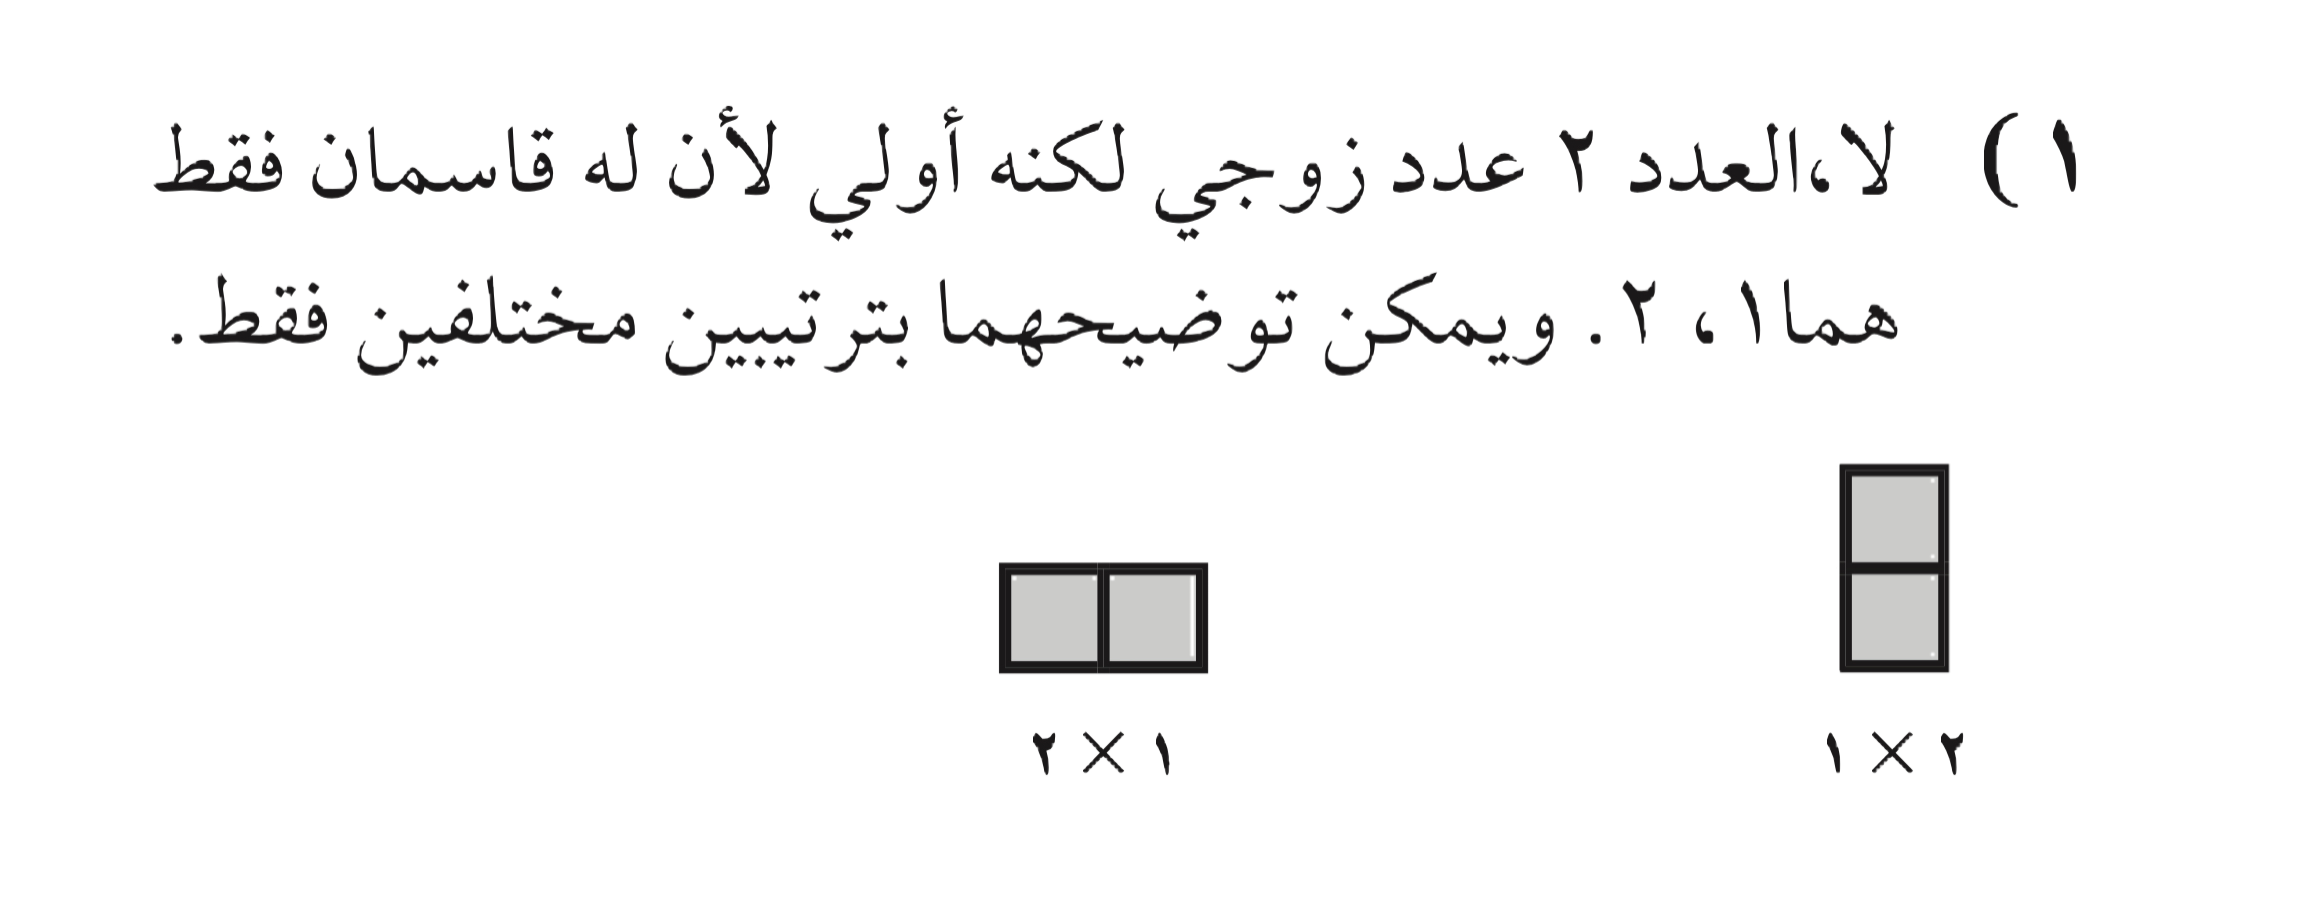 ١) لا،العدد ٢ عدد زوجي لكنه أولي لأن له قاسمان فقط
هما١، ٢. ويمكن توضيحهما بترتيبين مختلفين فقط.
٢ × ١
١ × ٢